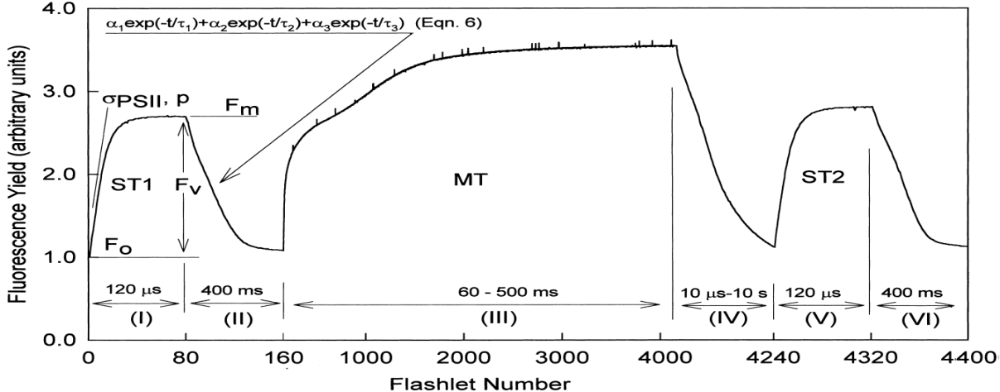 4.0
α1exp(-t/τ1)+α2exp(-t/τ2)+α3exp(-t/τ3) (Eqn. 6)
3.0
σPSII, p
Fm
ST1
Fv
MT
ST2
2.0
Fo
1.0
Fluorescence Yield (arbitrary units)
120 μs
400 ms
60 - 500 ms
10 μs-10 s
120 μs
400 ms
(I)
(II)
(III)
(IV)
(V)
(VI)
0.0
0 80 160 1000 2000 3000 4000 4240 4320 4400
Flashlet Number